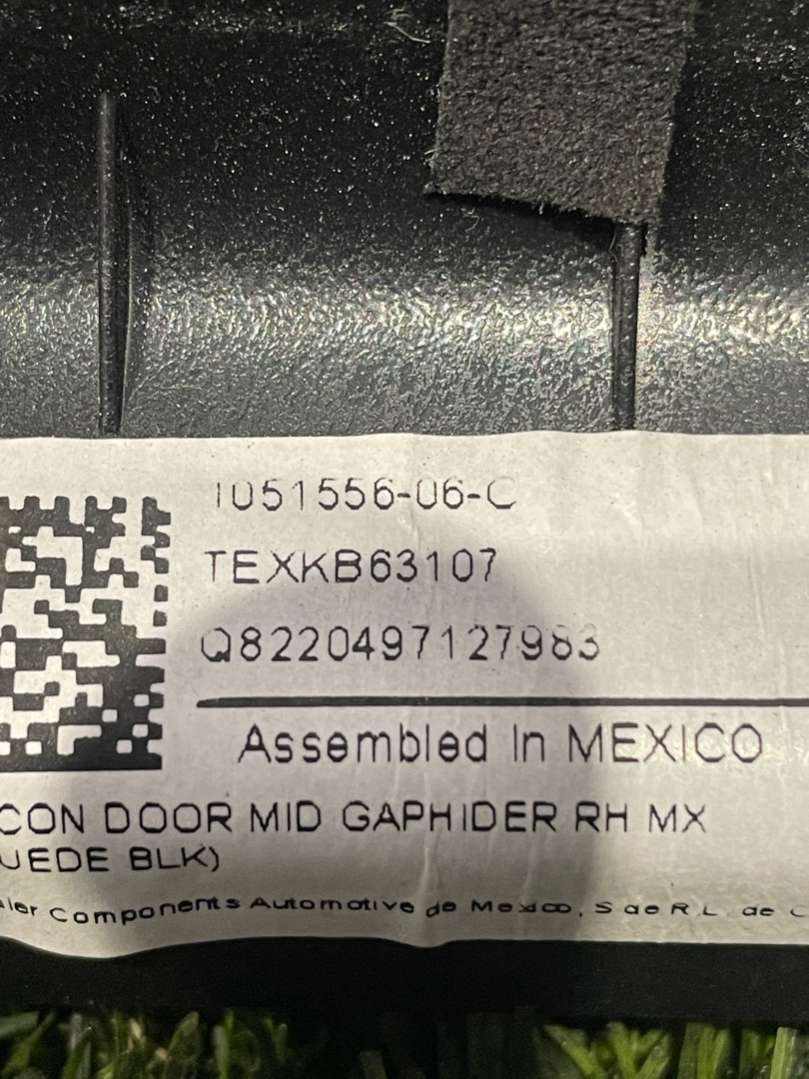 1051556-06-C
TEXKB63107
Q8220497127983
Assembled In MEXICO
CON DOOR MID GAPHIDER RH MX
UEDE BLK)
Components Automotive de Mexico, S de R.L. de